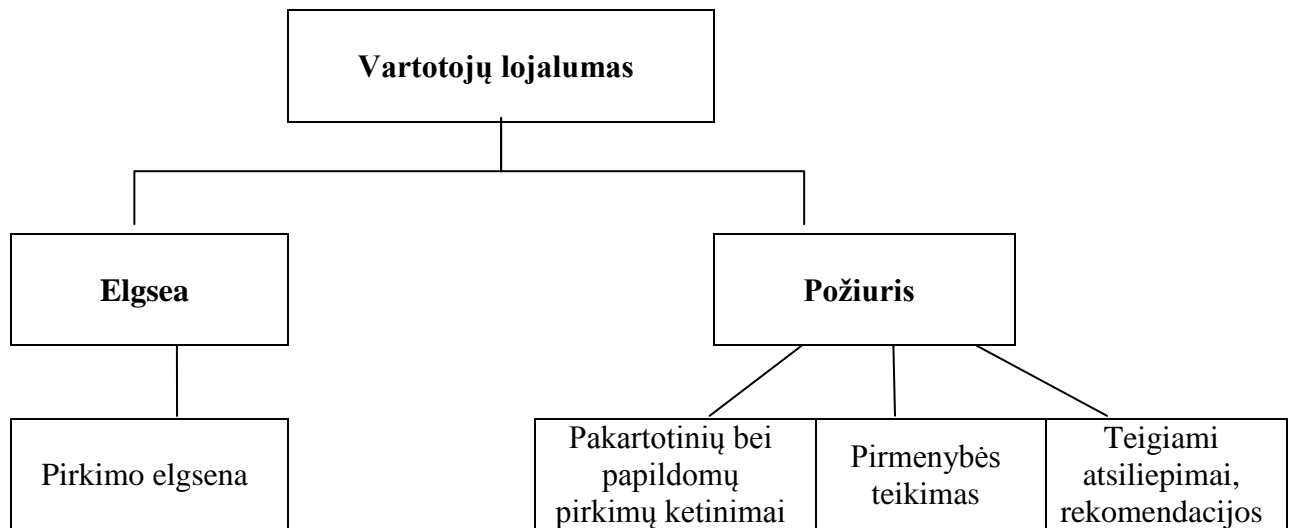 Vartotojų lojalumas
Elgsea
Požiuris
Pirkimo elgsena
Pakartotinių bei
papildomų
pirkimų ketinimai
Pirmenybės
teikimas
Teigiami
atsiliepimai,
rekomendacijos